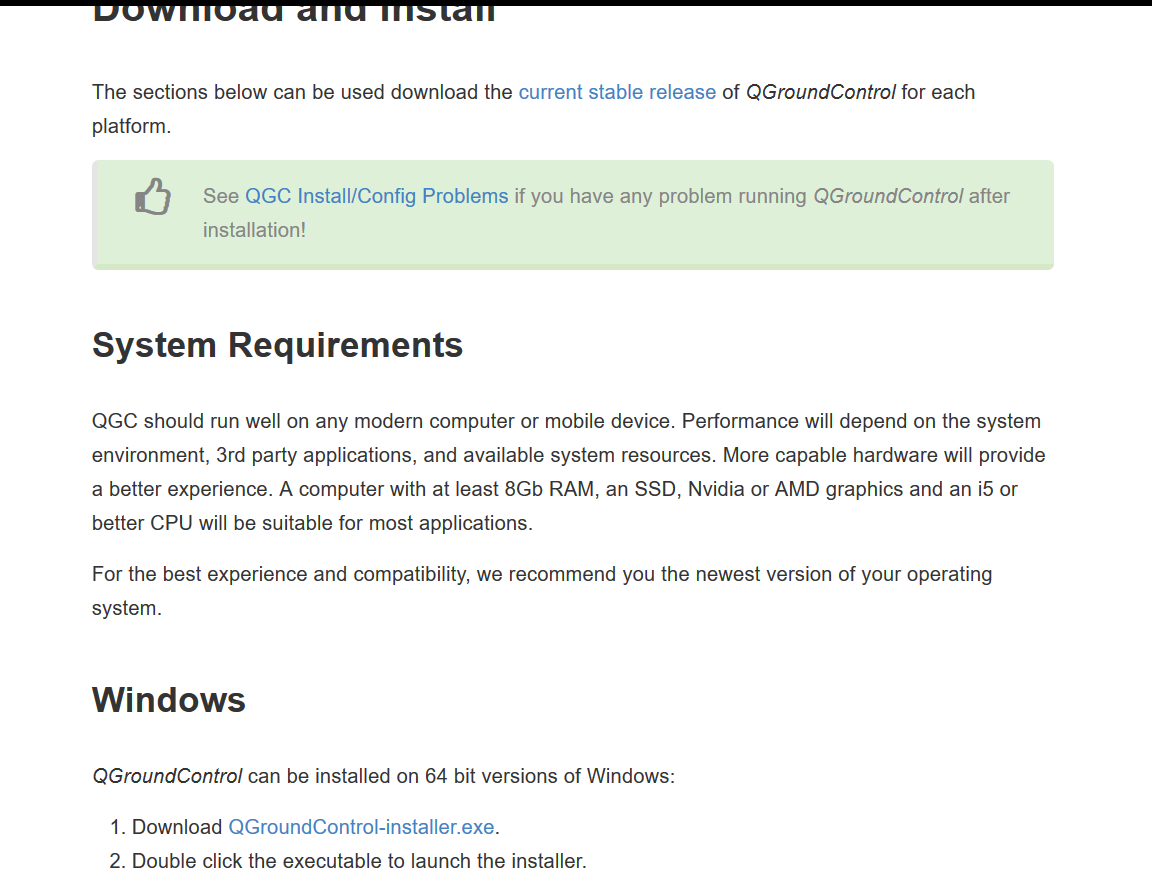 Download and Install
The sections below can be used download the current stable release of QGroundControl for each
platform.
See QGC Install/Config Problems if you have any problem running QGroundControl after
installation!
System Requirements
QGC should run well on any modern computer or mobile device. Performance will depend on the system
environment, 3rd party applications, and available system resources. More capable hardware will provide
a better experience. A computer with at least 8Gb RAM, an SSD, Nvidia or AMD graphics and an i5 or
better CPU will be suitable for most applications.
For the best experience and compatibility, we recommend you the newest version of your operating
system.
Windows
QGroundControl can be installed on 64 bit versions of Windows:
1. Download QGroundControl-installer.exe.
2. Double click the executable to launch the installer.